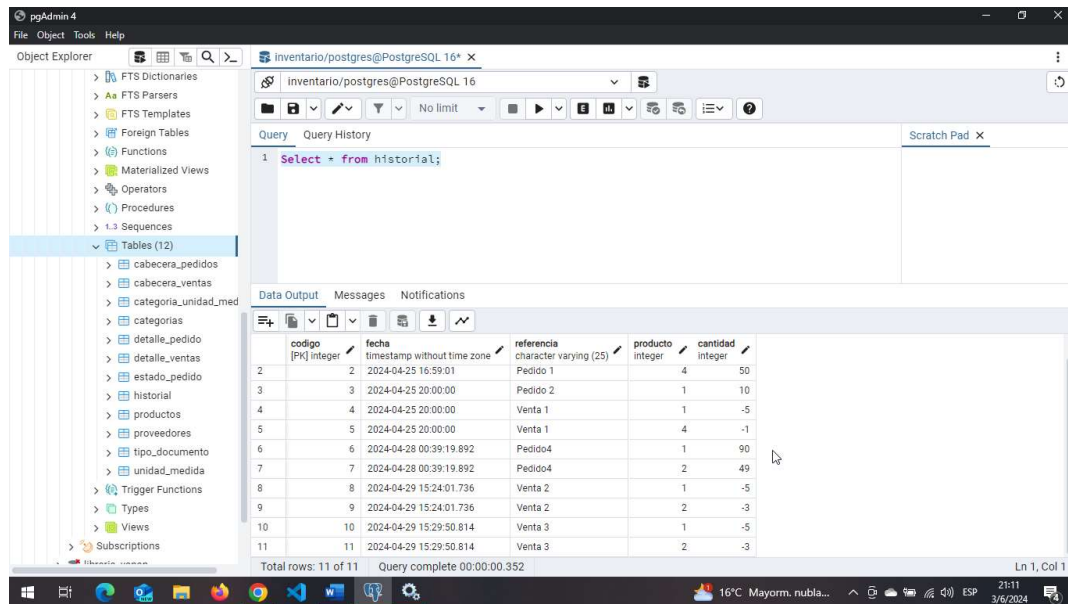 pgAdmin 4
File Object Tools Help
Object Explorer
FTS Dictionaries
FTS Parsers
FTS Templates
Foreign Tables
Functions
Materialized Views
Operators
Procedures
1..3 Sequences
Tables (12)
cabecera_pedidos
cabecera_ventas
categoria_unidad_med
categorias
detalle_pedido
detalle_ventas
estado_pedido
historial
productos
proveedores
tipo_documento
unidad_medida
Trigger Functions
Types
Views
Subscriptions
inventario/postgres@PostgreSQL 16*
inventario/postgres@PostgreSQL 16
No limit
Query Query History
Scratch Pad
1 Select * from historial;
Data Output Messages Notifications
codigo [PK] integer
fecha timestamp without time zone
referencia character varying (25)
producto integer
cantidad integer
2 2 2024-04-25 16:59:01 Pedido 1 4 50
3 3 2024-04-25 20:00:00 Pedido 2 1 10
4 4 2024-04-25 20:00:00 Venta 1 1 -5
5 5 2024-04-25 20:00:00 Venta 1 4 -1
6 6 2024-04-28 00:39:19.892 Pedido4 1 90
7 7 2024-04-28 00:39:19.892 Pedido4 2 49
8 8 2024-04-29 15:24:01.736 Venta 2 1 -5
9 9 2024-04-29 15:24:01.736 Venta 2 2 -3
10 10 2024-04-29 15:29:50.814 Venta 3 1 -5
11 11 2024-04-29 15:29:50.814 Venta 3 2 -3
Total rows: 11 of 11 Query complete 00:00:00.352
Ln 1, Col 1
16°C Mayorm. nubla...
ESP
21:11
3/6/2024